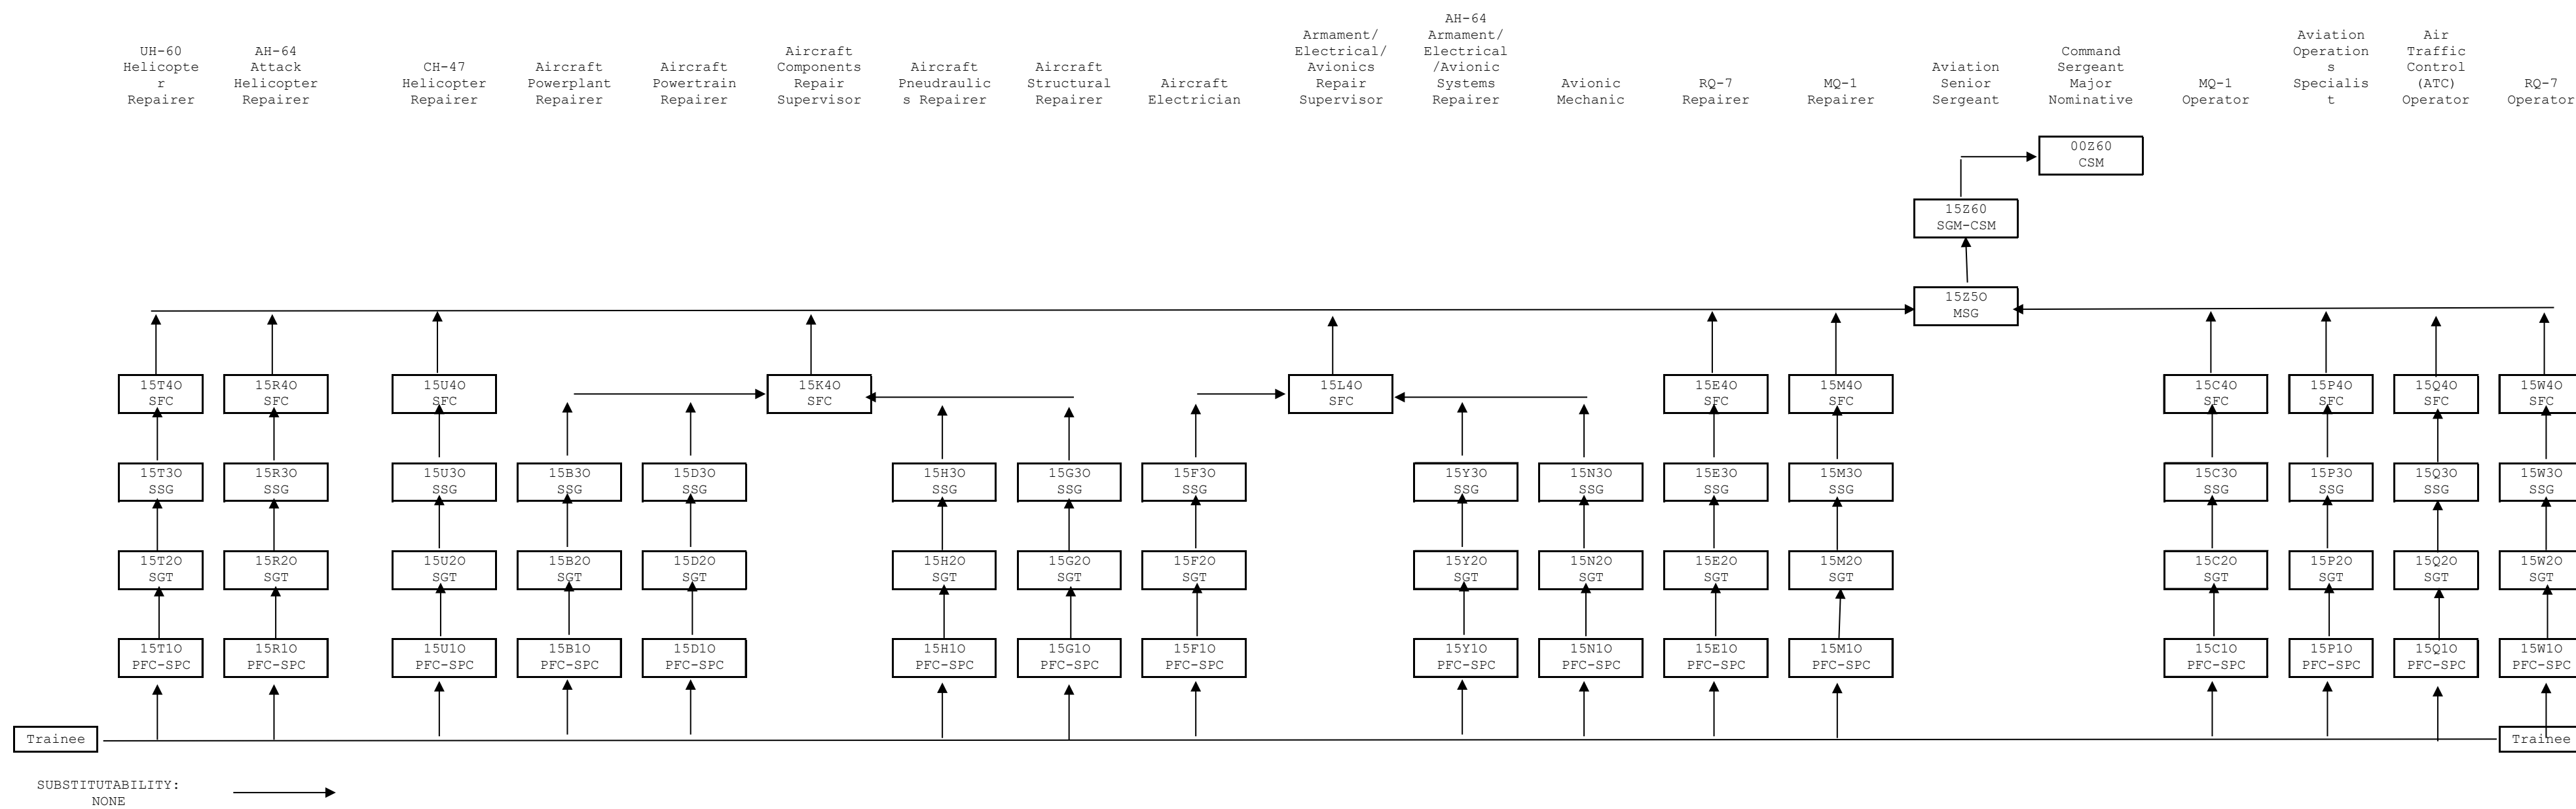 UH-60
Helicopte
r
Repairer
AH-64
Attack
Helicopter
Repairer
CH-47
Helicopter
Repairer
Aircraft
Powerplant
Repairer
Aircraft
Powertrain
Repairer
Aircraft
Components
Repair
Supervisor
Aircraft
Pneudraulic
s Repairer
Aircraft
Structural
Repairer
Aircraft
Electrician
Armament/
Electrical/
Avionics
Repair
Supervisor
AH-64
Armament/
Electrical
/Avionic
Systems
Repairer
Avionic
Mechanic
RQ-7
Repairer
MQ-1
Repairer
Aviation
Senior
Sergeant
Command
Sergeant
Major
Nominative
MQ-1
Operator
Aviation
Operation
s
Specialis
t
Air
Traffic
Control
(ATC)
Operator
RQ-7
Operator
00Z60
CSM
15Z60
SGM-CSM
15Z5O
MSG
15T4O
SFC
15R4O
SFC
15U4O
SFC
15K4O
SFC
15L4O
SFC
15E4O
SFC
15M4O
SFC
15C4O
SFC
15P4O
SFC
15Q4O
SFC
15W4O
SFC
15T3O
SSG
15R3O
SSG
15U3O
SSG
15B3O
SSG
15D3O
SSG
15H3O
SSG
15G3O
SSG
15F3O
SSG
15Y3O
SSG
15N3O
SSG
15E3O
SSG
15M3O
SSG
15C3O
SSG
15P3O
SSG
15Q3O
SSG
15W3O
SSG
15T2O
SGT
15R2O
SGT
15U2O
SGT
15B2O
SGT
15D2O
SGT
15H2O
SGT
15G2O
SGT
15F2O
SGT
15Y2O
SGT
15N2O
SGT
15E2O
SGT
15M2O
SGT
15C2O
SGT
15P2O
SGT
15Q2O
SGT
15W2O
SGT
15T1O
PFC-SPC
15R1O
PFC-SPC
15U1O
PFC-SPC
15B1O
PFC-SPC
15D1O
PFC-SPC
15H1O
PFC-SPC
15G1O
PFC-SPC
15F1O
PFC-SPC
15Y1O
PFC-SPC
15N1O
PFC-SPC
15E1O
PFC-SPC
15M1O
PFC-SPC
15C1O
PFC-SPC
15P1O
PFC-SPC
15Q1O
PFC-SPC
15W1O
PFC-SPC
Trainee
Trainee
SUBSTITUTABILITY:
NONE